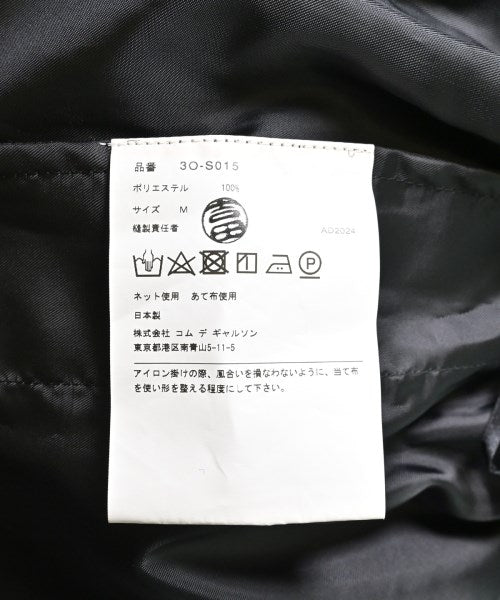 品番 3O-S015
ポリエステル 100%
サイズ M
縫製責任者
AD2024
ネット使用 あて布使用
日本製
株式会社 コム デ ギャルソン
東京都港区南青山5-11-5
アイロン掛けの際、風合いを損なわないように、当て布
を使い形を整える程度にして下さい。